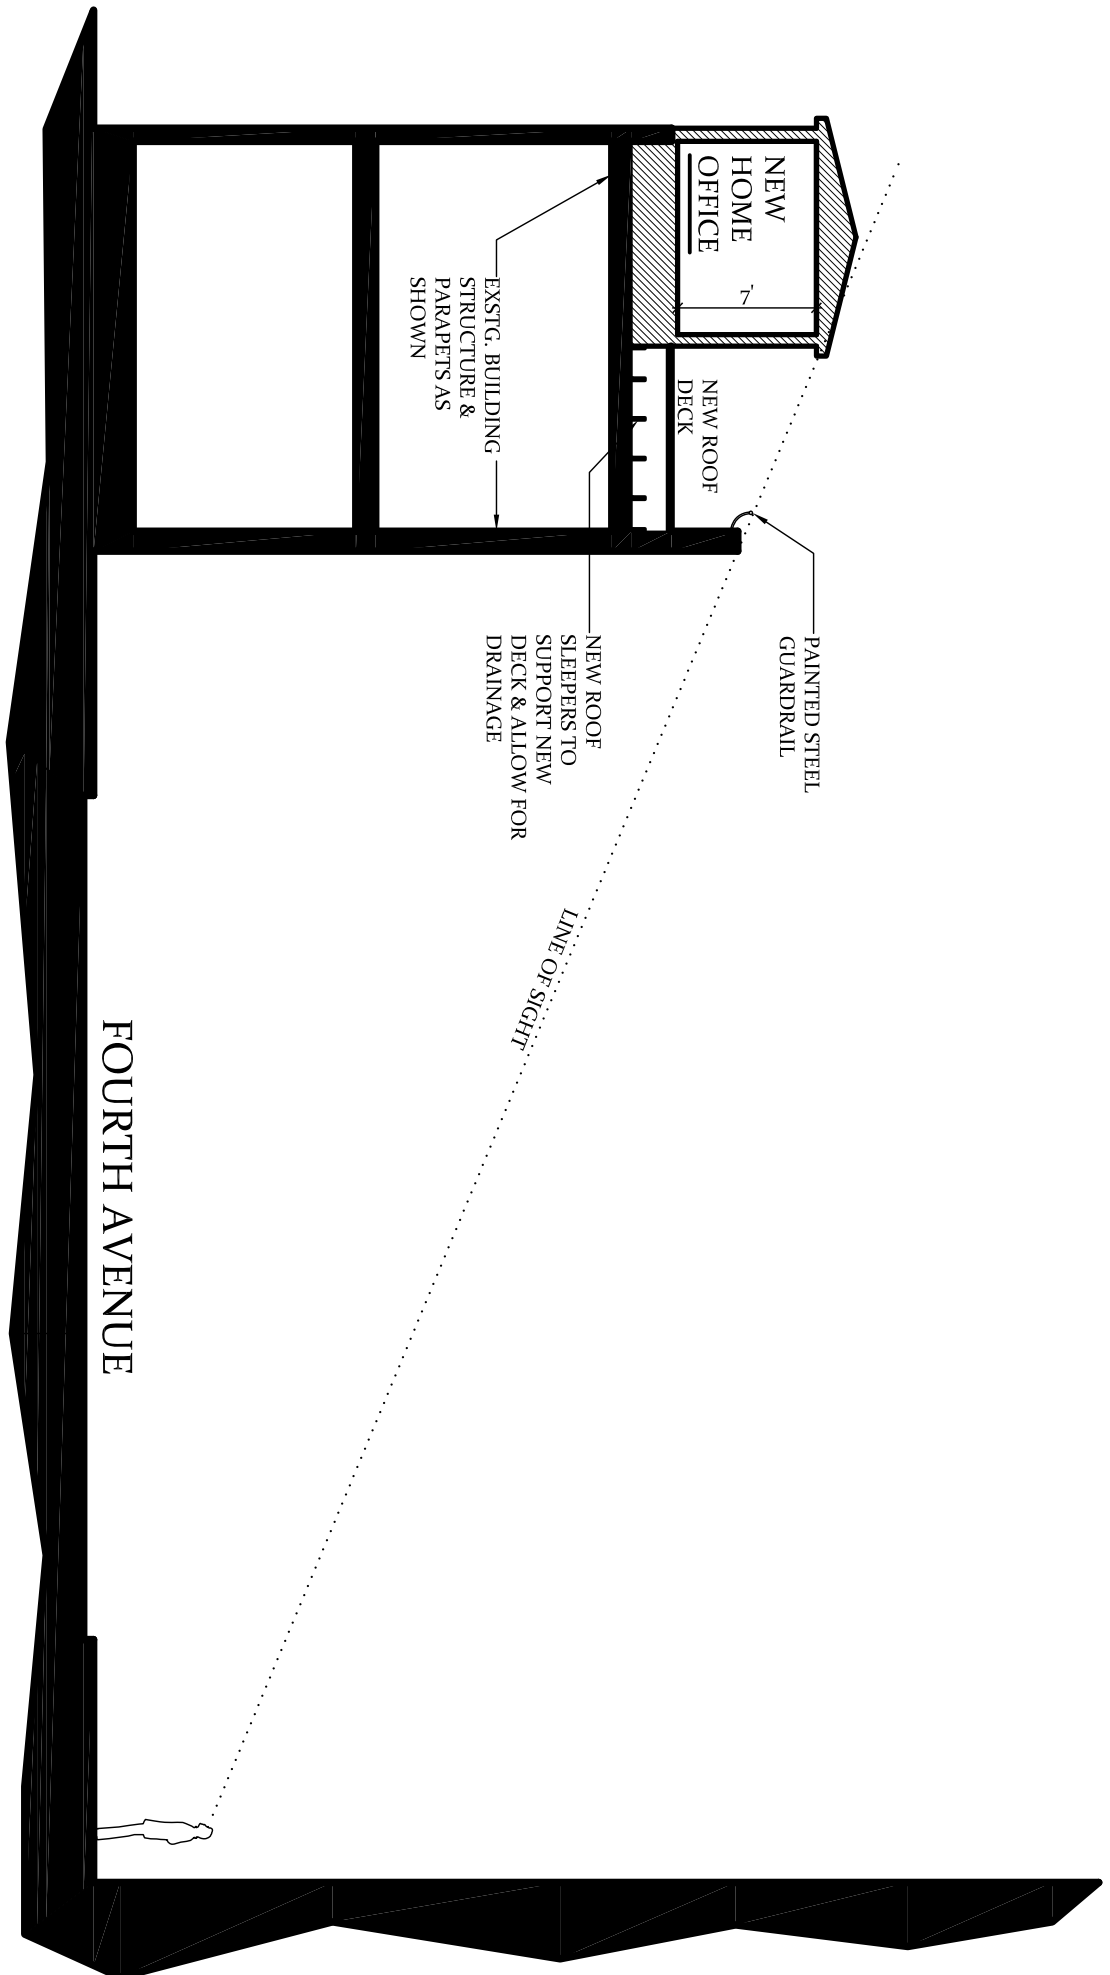 NEW
HOME
OFFICE
7'
NEW ROOF
DECK
EXSTG. BUILDING
STRUCTURE &
PARAPETS AS
SHOWN
PAINTED STEEL
GUARDRAIL
NEW ROOF
SLEEPERS TO
SUPPORT NEW
DECK & ALLOW FOR
DRAINAGE
LINE OF SIGHT
FOURTH AVENUE